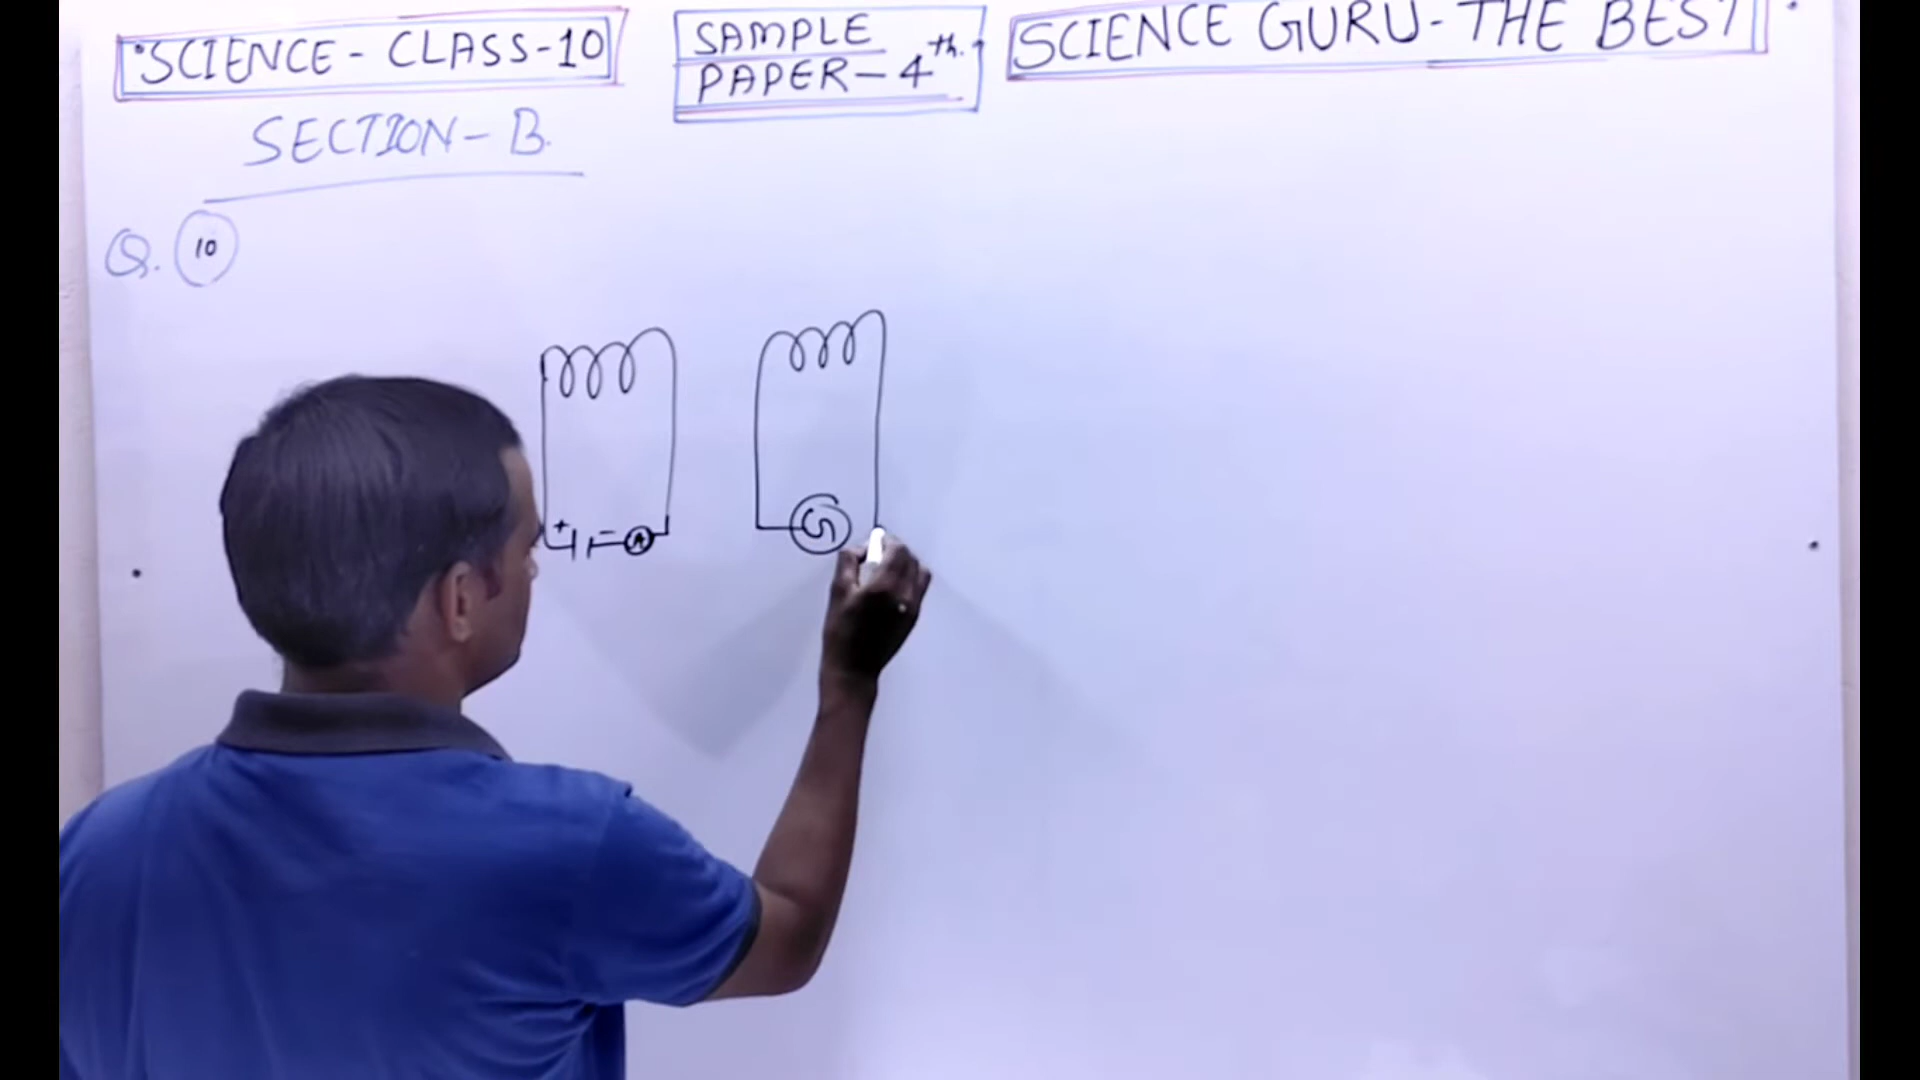 SCIENCE - CLASS-10
SAMPLE
PAPER - 4th.
SCIENCE GURU - THE BEST
SECTION - B.
Q. 10
+ - A
G